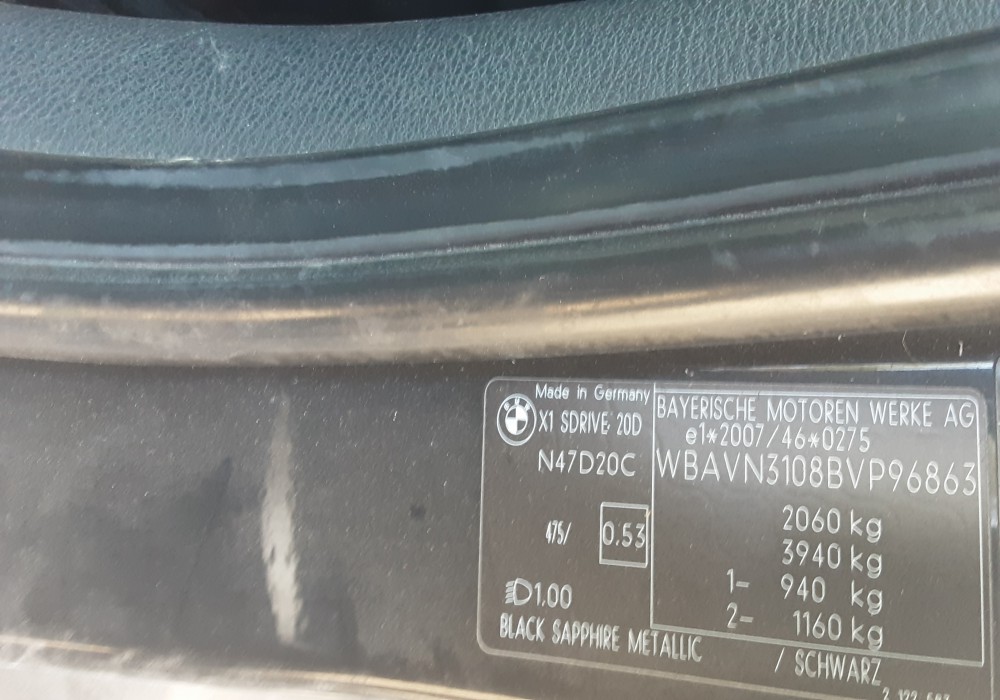 Made in Germany
X1 SDRIVE 20D
N47D20C
475/ 0.53
1.00
BLACK SAPPHIRE METALLIC / SCHWARZ
BAYERISCHE MOTOREN WERKE AG
e1*2007/46*0275
WBAVN3108BVP96863
2060 kg
3940 kg
1- 940 kg
2- 1160 kg